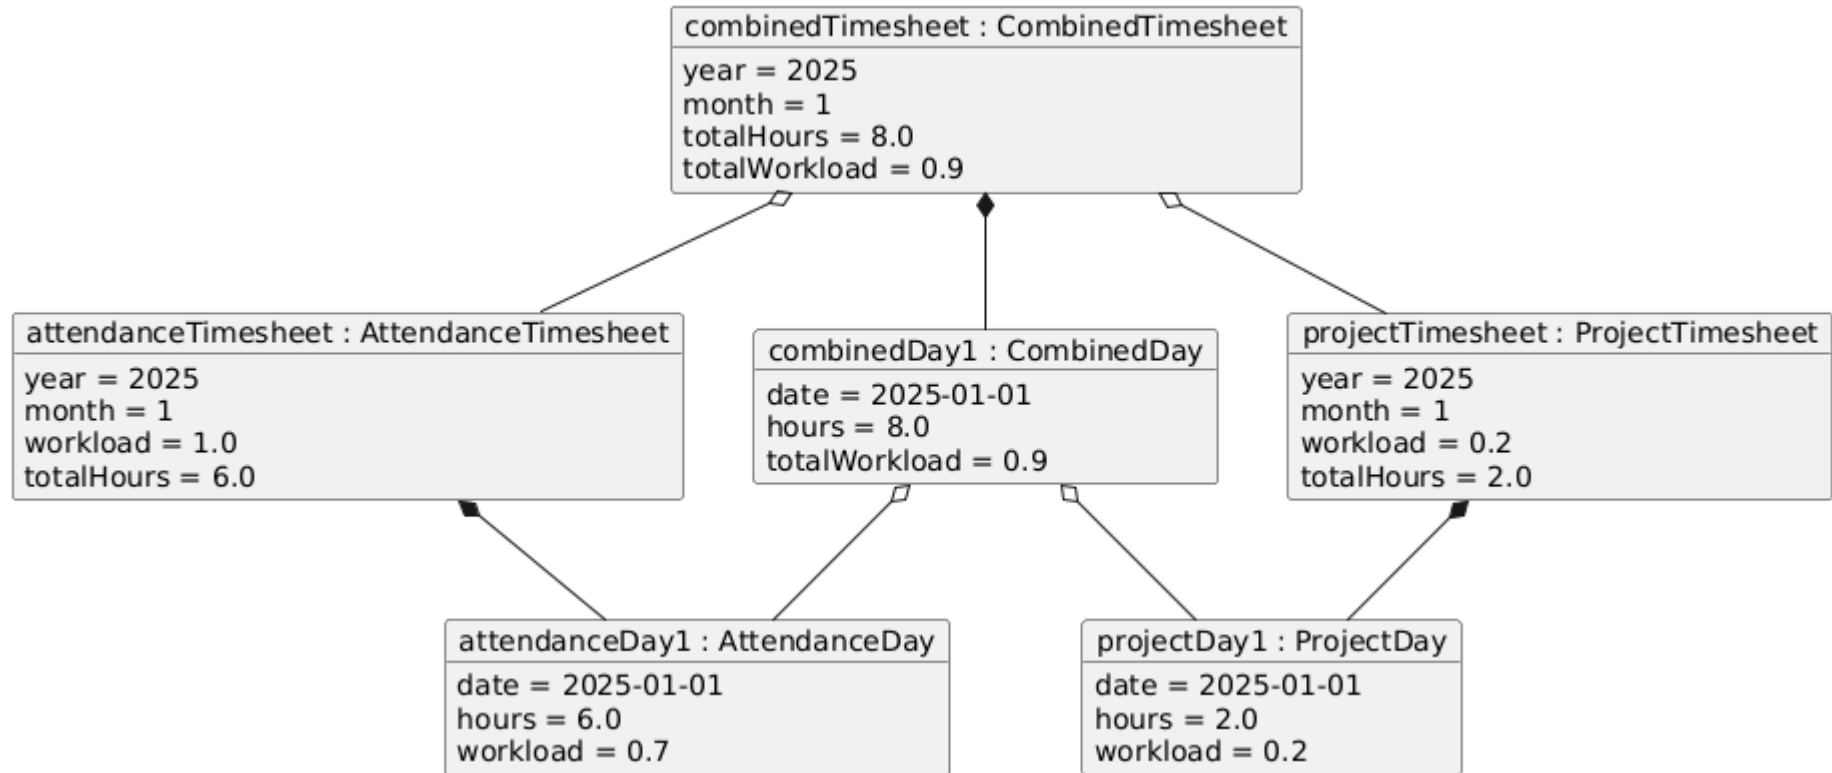 combinedTimesheet : CombinedTimesheet
year = 2025
month = 1
totalHours = 8.0
totalWorkload = 0.9
attendanceTimesheet : AttendanceTimesheet
year = 2025
month = 1
workload = 1.0
totalHours = 6.0
combinedDay1 : CombinedDay
date = 2025-01-01
hours = 8.0
totalWorkload = 0.9
projectTimesheet : ProjectTimesheet
year = 2025
month = 1
workload = 0.2
totalHours = 2.0
attendanceDay1 : AttendanceDay
date = 2025-01-01
hours = 6.0
workload = 0.7
projectDay1 : ProjectDay
date = 2025-01-01
hours = 2.0
workload = 0.2